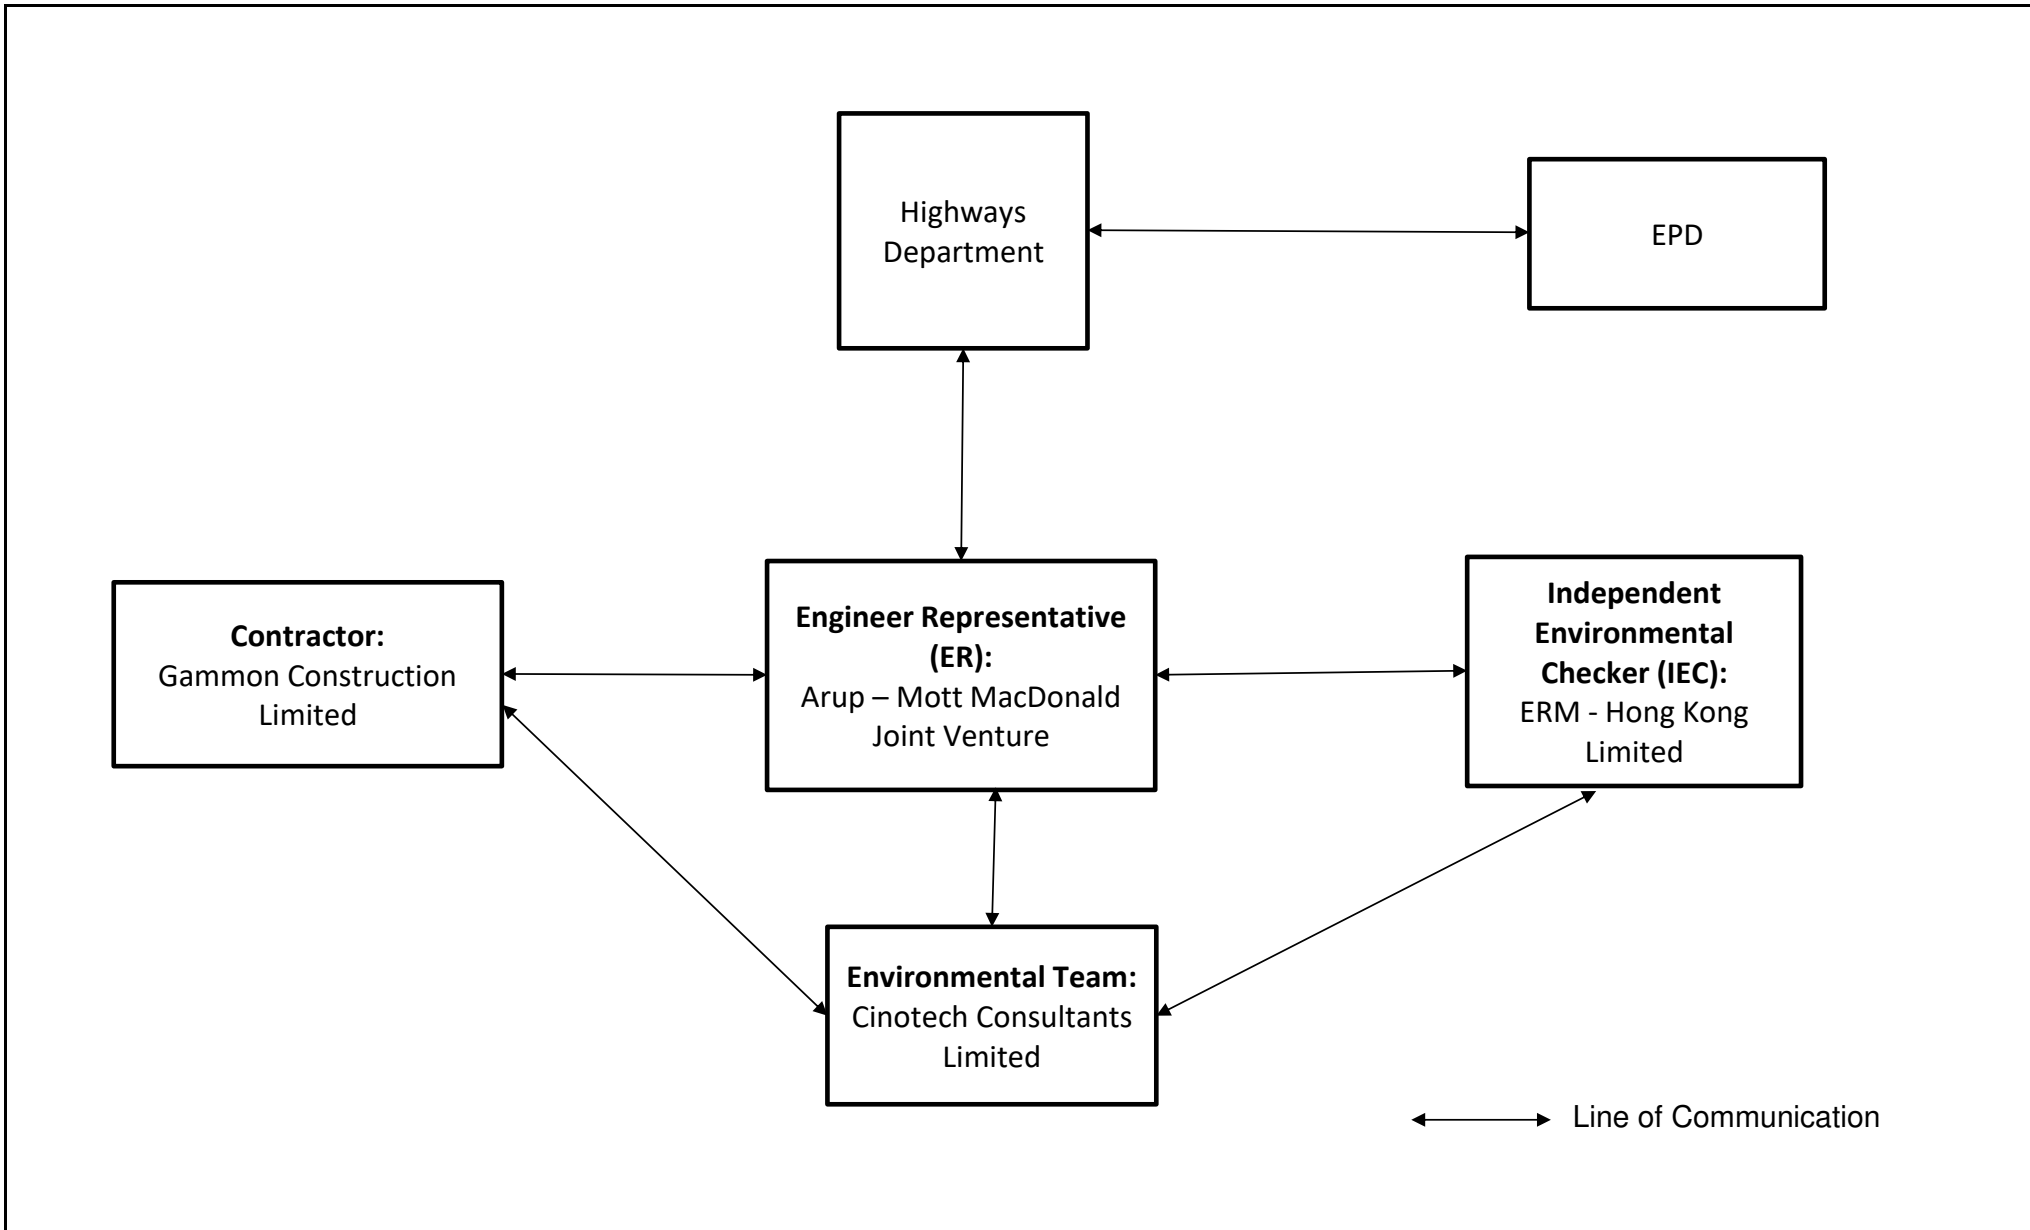 Highways
Department
EPD
Contractor:
Gammon Construction
Limited
Engineer Representative
(ER):
Arup – Mott MacDonald
Joint Venture
Independent
Environmental
Checker (IEC):
ERM - Hong Kong
Limited
Environmental Team:
Cinotech Consultants
Limited
Line of Communication